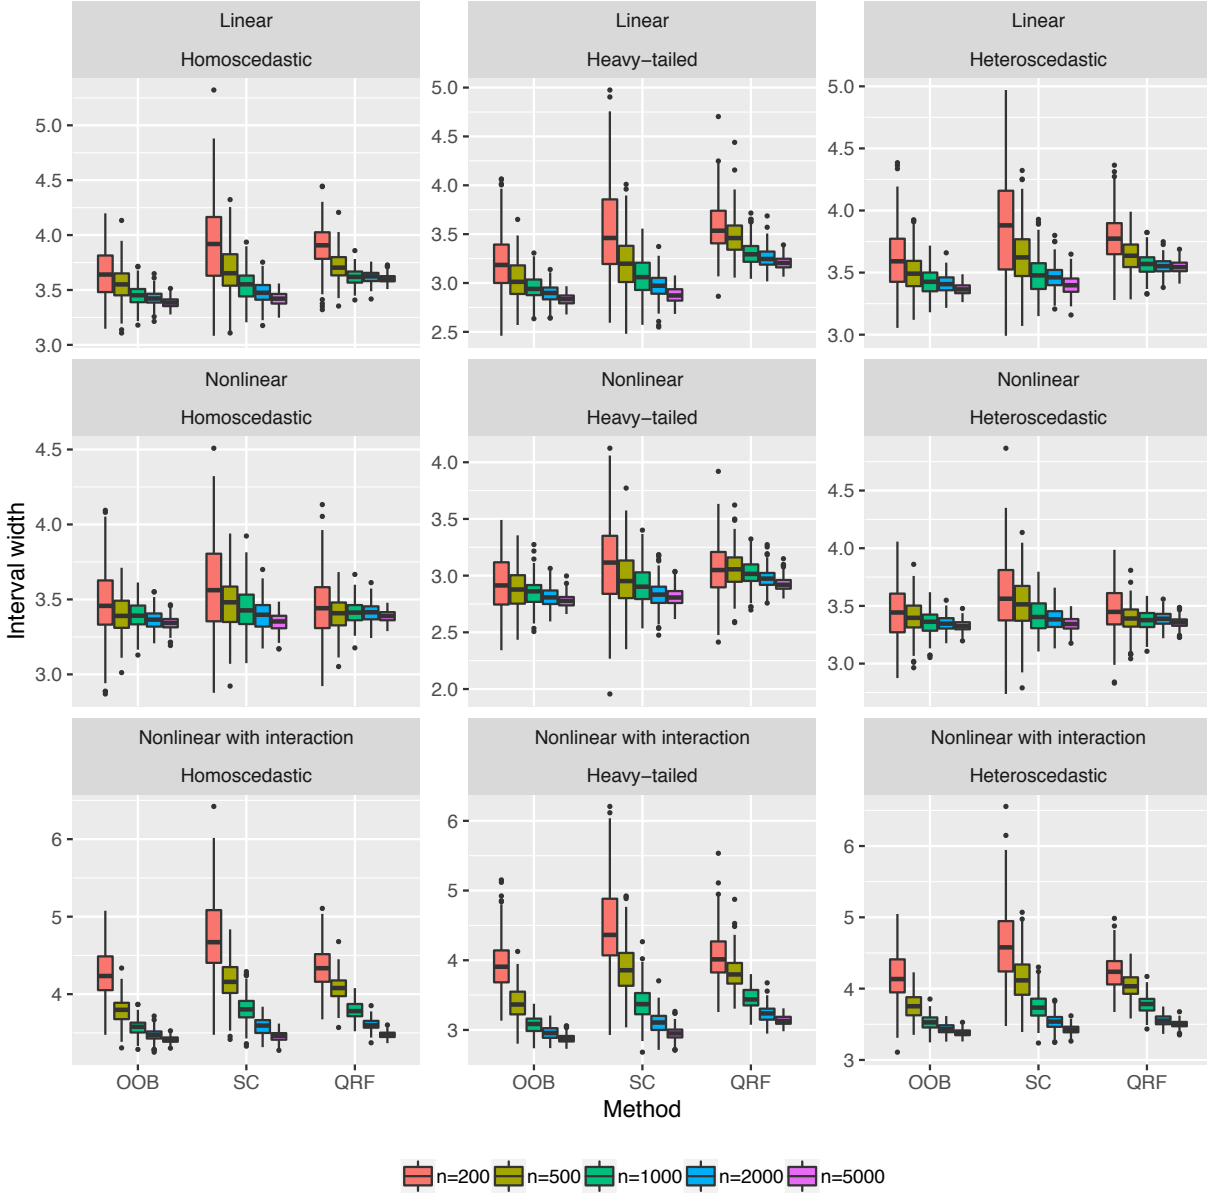 Linear Linear Linear
Homoscedastic Heavy−tailed Heteroscedastic
5.0 4.5 4.0 3.5 3.0
5.0 4.5 4.0 3.5 3.0 2.5
5.0 4.5 4.0 3.5 3.0
Nonlinear Nonlinear Nonlinear
Homoscedastic Heavy−tailed Heteroscedastic
4.5 4.0 3.5 3.0
4.0 3.5 3.0 2.5 2.0
4.5 4.0 3.5 3.0
Interval width
Nonlinear with interaction Nonlinear with interaction Nonlinear with interaction
Homoscedastic Heavy−tailed Heteroscedastic
6 5 4
6 5 4 3
6 5 4 3
OOB SC QRF OOB SC QRF OOB SC QRF
Method
n=200 n=500 n=1000 n=2000 n=5000